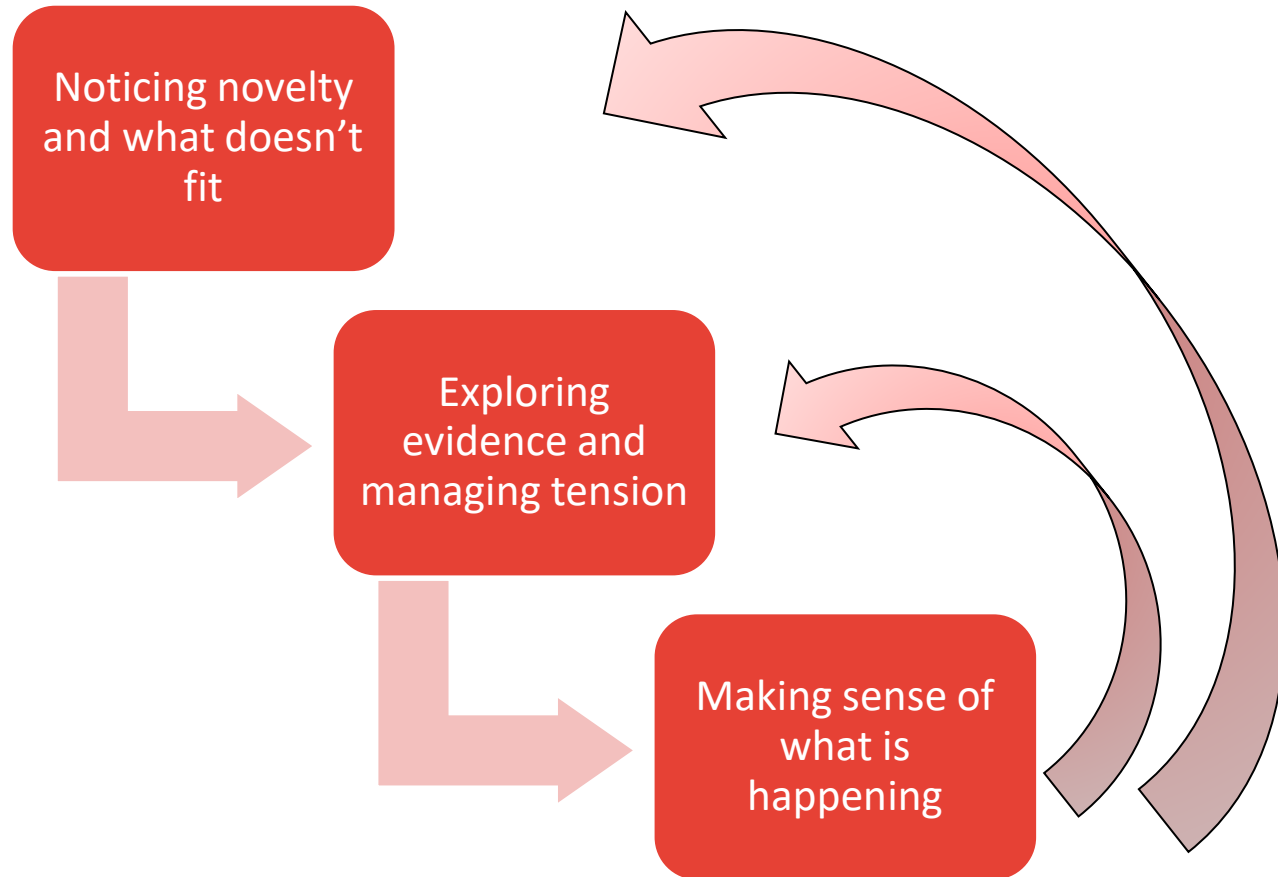 Noticing novelty
and what doesn’t
fit
Exploring
evidence and
managing tension
Making sense of
what is
happening